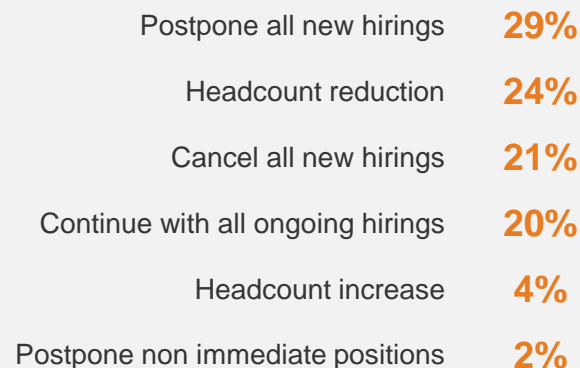 Postpone all new hirings 29%
Headcount reduction 24%
Cancel all new hirings 21%
Continue with all ongoing hirings 20%
Headcount increase 4%
Postpone non immediate positions 2%